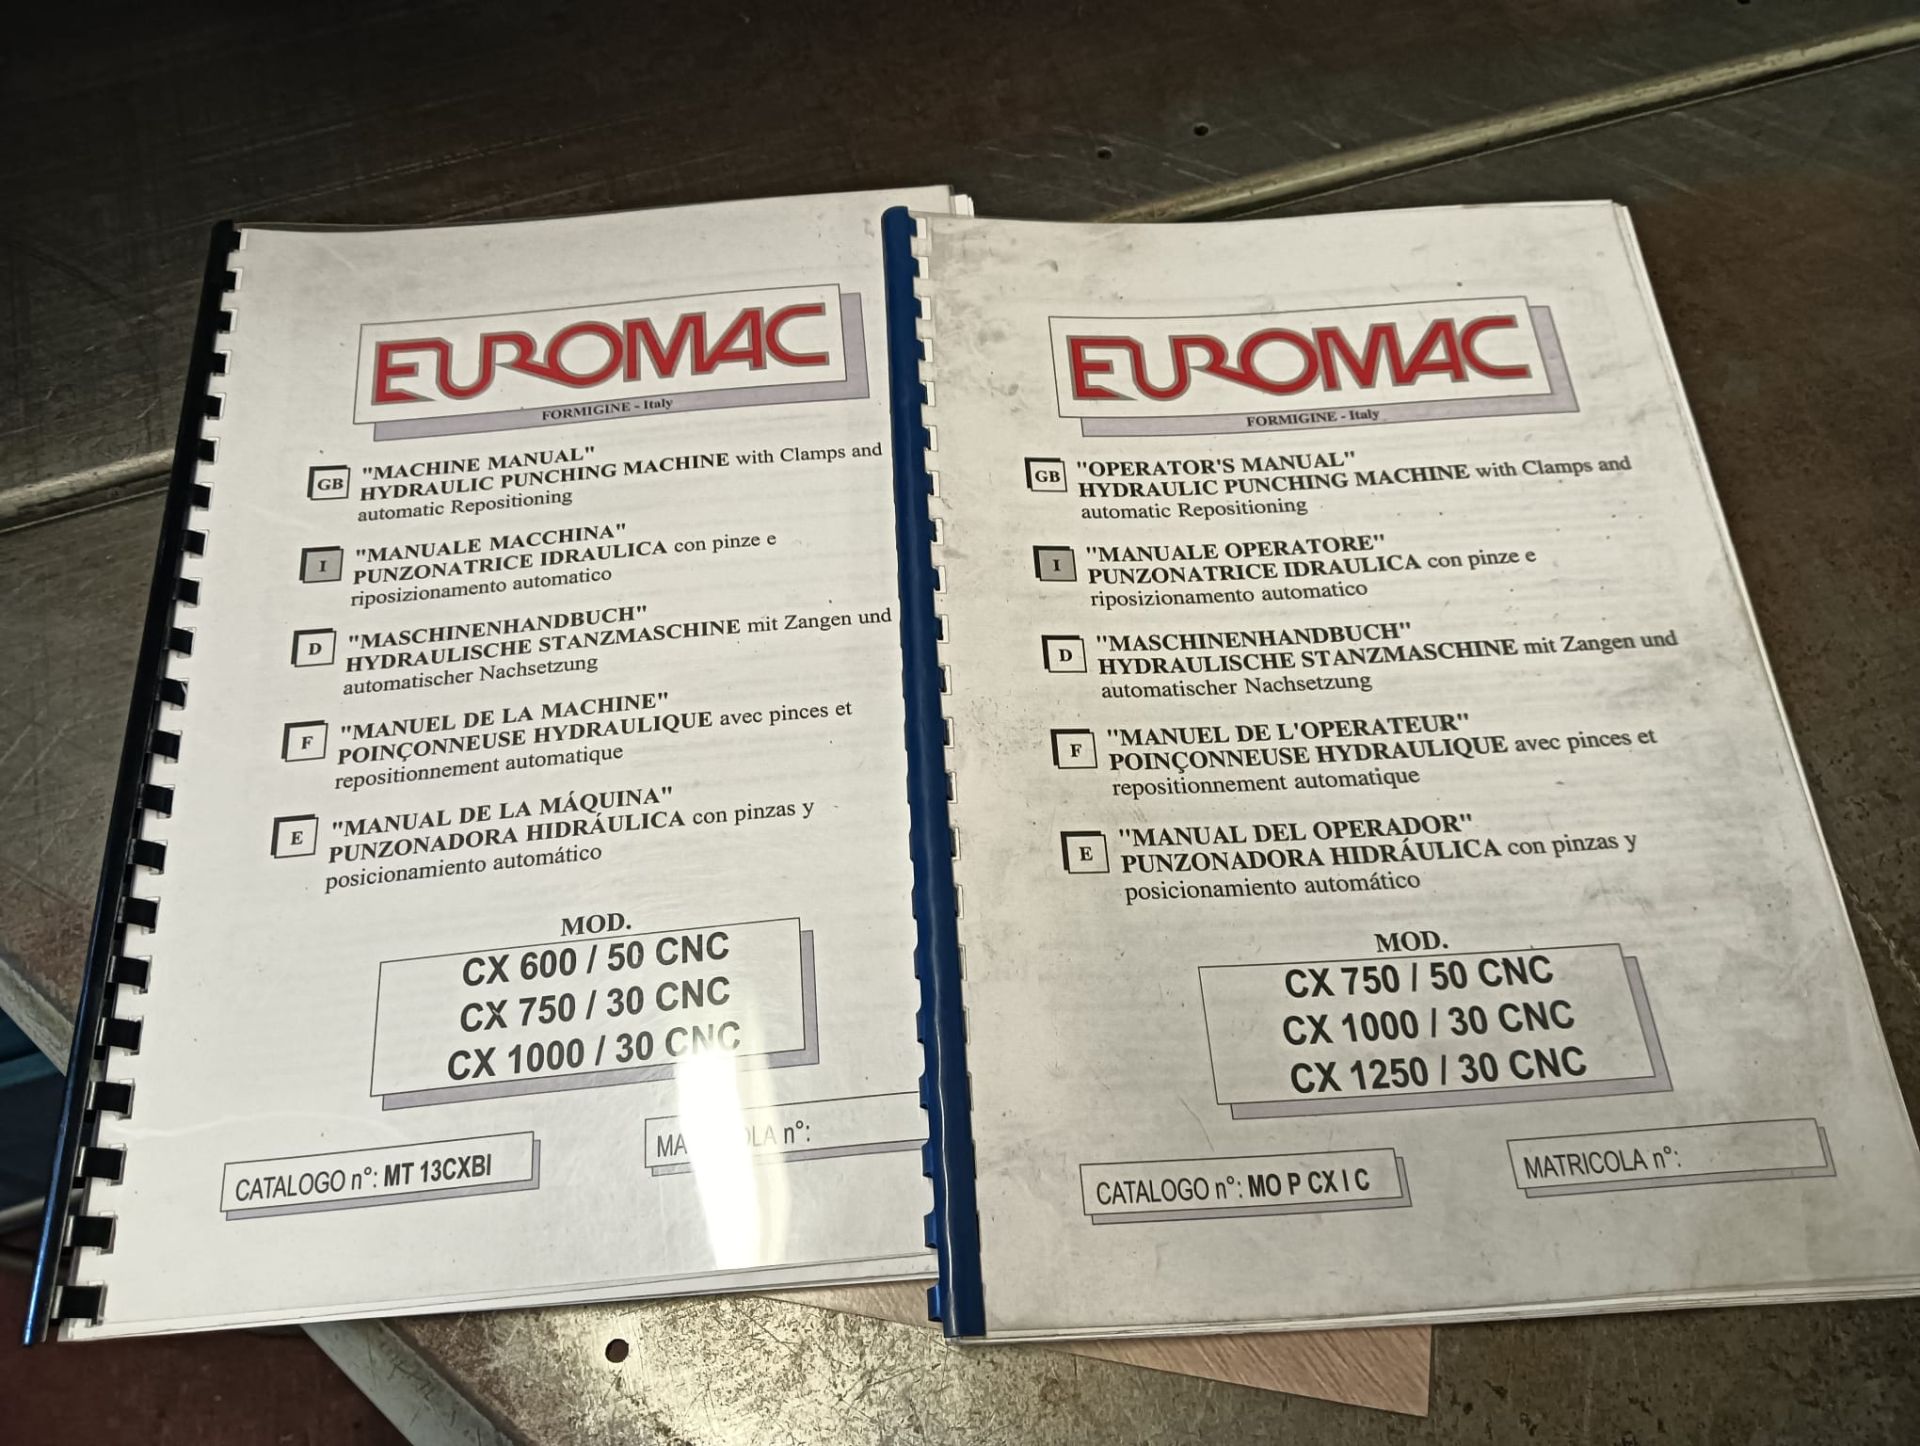 EUROMAC
FORMIGINE - Italy
GB "MACHINE MANUAL"
HYDRAULIC PUNCHING MACHINE with Clamps and
automatic Repositioning
I "MANUALE MACCHINA"
PUNZONATRICE IDRAULICA con pinze e
riposizionamento automatico
D "MASCHINENHANDBUCH"
HYDRAULISCHE STANZMASCHINE mit Zangen und
automatischer Nachsetzung
F "MANUEL DE LA MACHINE"
POINÇONNEUSE HYDRAULIQUE avec pinces et
repositionnement automatique
E "MANUAL DE LA MÁQUINA"
PUNZONADORA HIDRÁULICA con pinzas y
posicionamiento automático
MOD.
CX 600 / 50 CNC
CX 750 / 30 CNC
CX 1000 / 30 CNC
CATALOGO n°: MT 13CXBI
MATRICOLA n°:
EUROMAC
FORMIGINE - Italy
GB "OPERATOR'S MANUAL"
HYDRAULIC PUNCHING MACHINE with Clamps and
automatic Repositioning
I "MANUALE OPERATORE"
PUNZONATRICE IDRAULICA con pinze e
riposizionamento automatico
D "MASCHINENHANDBUCH"
HYDRAULISCHE STANZMASCHINE mit Zangen und
automatischer Nachsetzung
F "MANUEL DE L'OPERATEUR"
POINÇONNEUSE HYDRAULIQUE avec pinces et
repositionnement automatique
E "MANUAL DEL OPERADOR"
PUNZONADORA HIDRÁULICA con pinzas y
posicionamiento automático
MOD.
CX 750 / 50 CNC
CX 1000 / 30 CNC
CX 1250 / 30 CNC
CATALOGO n°: MO P CX I C
MATRICOLA n°: